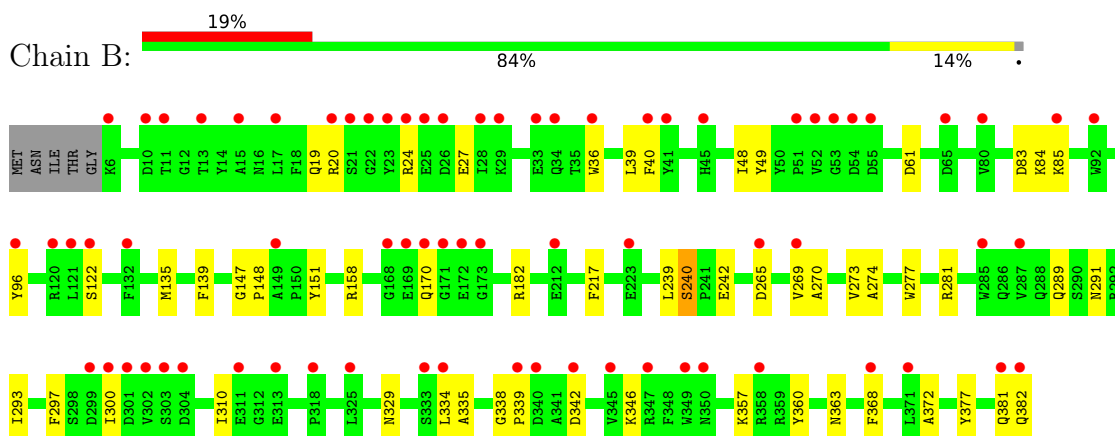 19%
Chain B:
84% 14% •
MET ASN ILE THR GLY K6 D10 T11 G12 T13 Y14 A15 N16 L17 F18 Q19 R20 S21 G22 Y23 R24 E25 D26 E27 I28 K29 E33 Q34 T35 W36 L39 F40 Y41 H45 I48 Y49 Y50 P51 V52 G53 D54 D55 D61 D65 V80 D83 K84 K85 W92
Y96 R120 L121 S122 F132 M135 F139 G147 P148 A149 P150 Y151 R158 G168 E169 Q170 G171 E172 G173 R182 E212 F217 E223 L239 S240 P241 E242 D265 V269 A270 V273 A274 W277 R281 W285 Q286 V287 Q288 Q289 S290 N291
I293 F297 S298 D299 I300 D301 V302 S303 D304 I310 E311 G312 E313 P318 L325 N329 S333 L334 A335 G338 P339 D340 A341 D342 V345 K346 R347 F348 W349 N350 K357 R358 R359 Y360 N363 F368 L371 A372 Y377 Q381 Q382